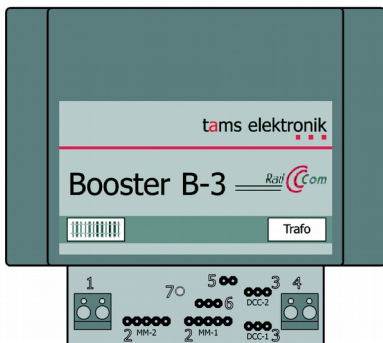 tams elektronik
Booster B-3 RailCom
Trafo
1 7 5 3 4
6 DCC-2
2 MM-2 2 MM-1 DCC-1 3